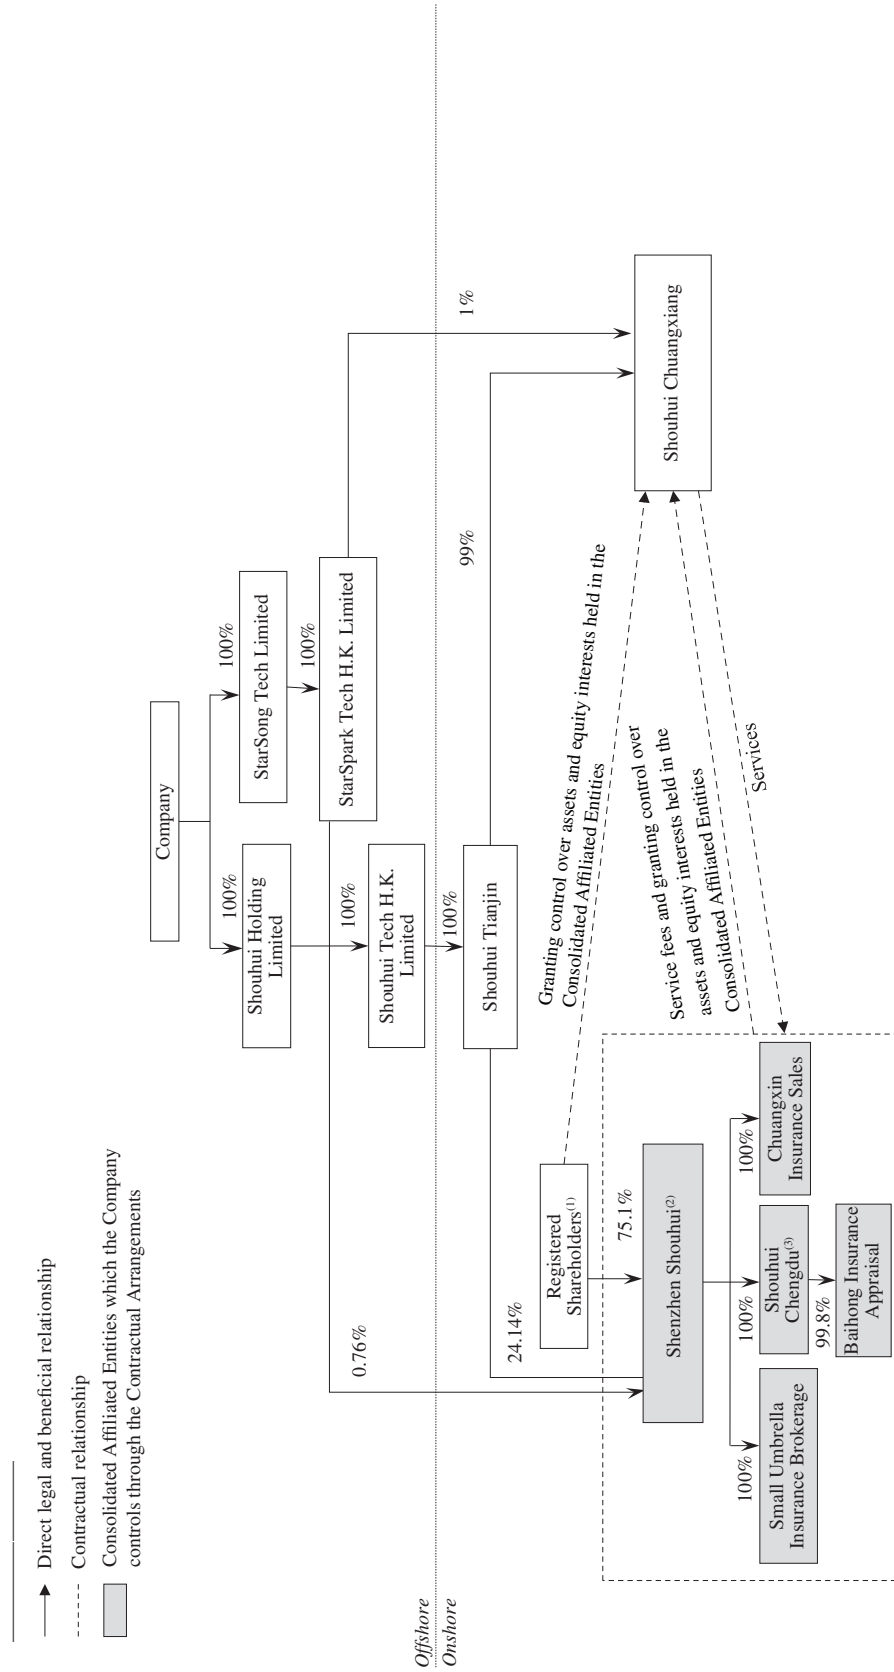 Direct legal and beneficial relationship
Contractual relationship
Consolidated Affiliated Entities which the Company
controls through the Contractual Arrangements
Company
100%
100%
Shouhui Holding
Limited
StarSong Tech Limited
100%
100%
Shouhui Tech H.K.
Limited
StarSpark Tech H.K. Limited
0.76%
Offshore
Onshore
100%
99%
1%
Shouhui Tianjin
24.14%
Registered
Shareholders(1)
75.1%
Granting control over assets and equity interests held in the
Consolidated Affiliated Entities
Shenzhen Shouhui(2)
Shouhui Chuangxiang
Service fees and granting control over
assets and equity interests held in the
Consolidated Affiliated Entities
Services
100%
100%
100%
Small Umbrella
Insurance Brokerage
Shouhui
Chengdu(3)
Chuangxin
Insurance Sales
99.8%
Baihong Insurance
Appraisal